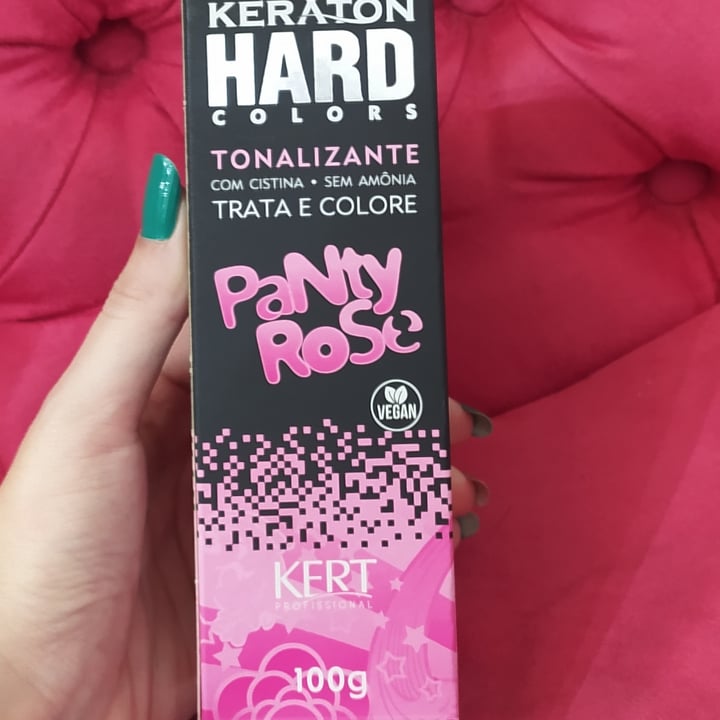 KERATON
HARD
COLORS
TONALIZANTE
COM CISTINA • SEM AMÔNIA
TRATA E COLORE
PaNty
RoSe
VEGAN
KERT
PROFISSIONAL
100g